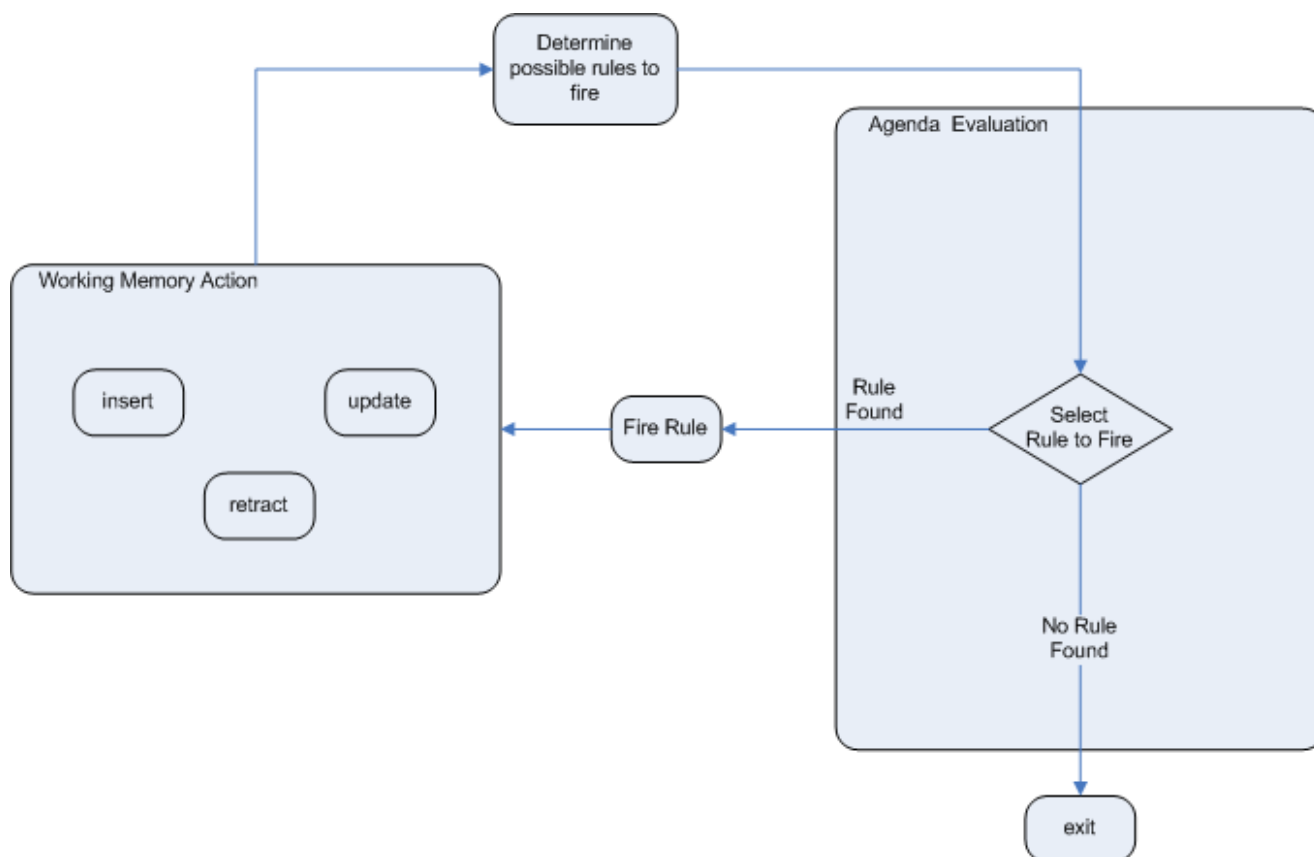 Determine
possible rules to
fire
Agenda Evaluation
Working Memory Action
insert
update
retract
Fire Rule
Rule
Found
Select
Rule to Fire
No Rule
Found
exit